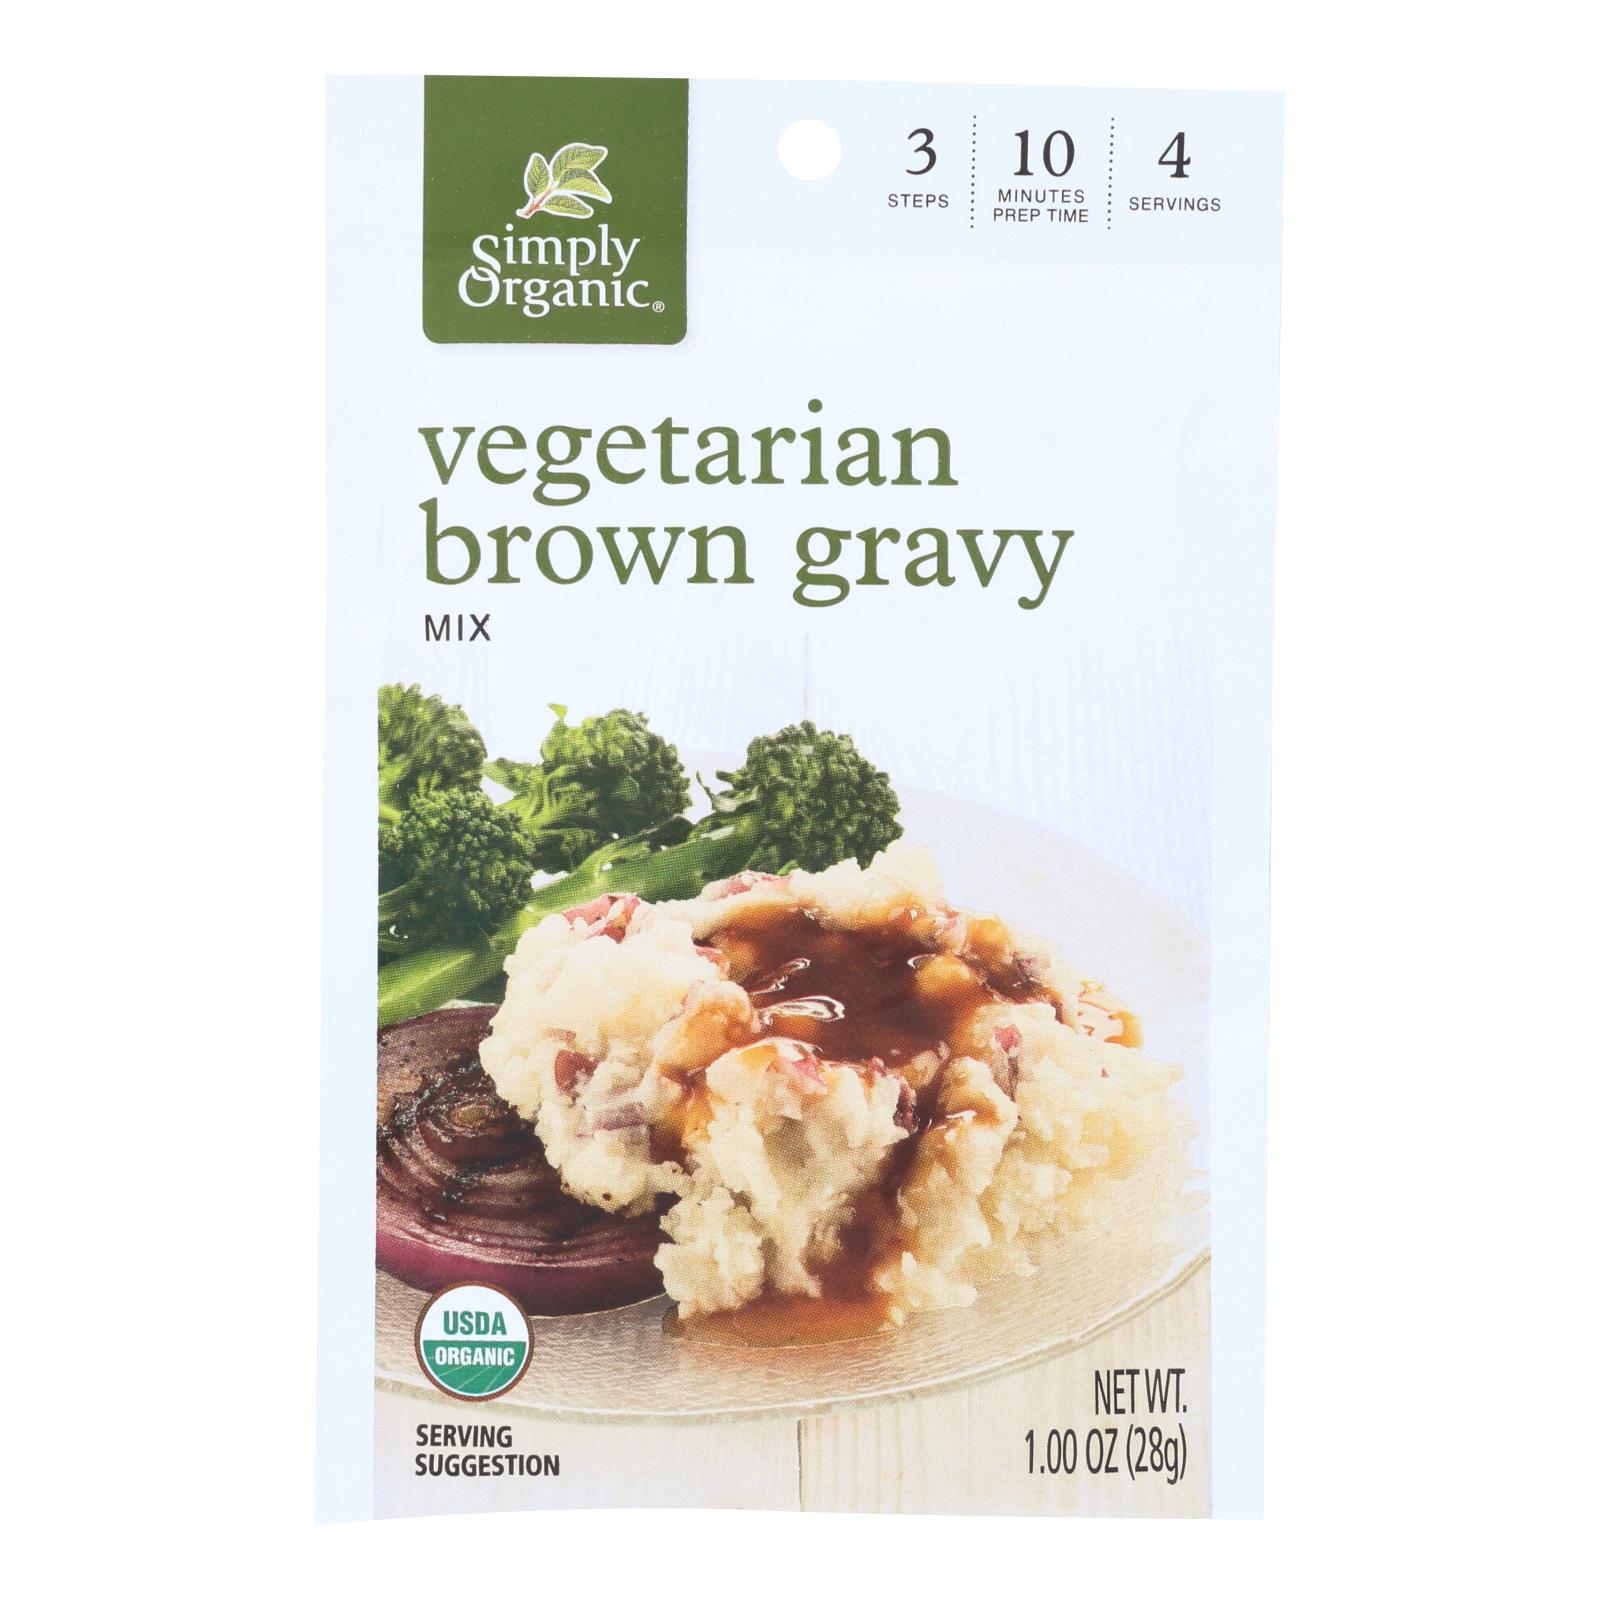 Simply
Organic®
3
STEPS
10
MINUTES
PREP TIME
4
SERVINGS
vegetarian
brown gravy
MIX
USDA
ORGANIC
SERVING
SUGGESTION
NET WT.
1.00 OZ (28g)